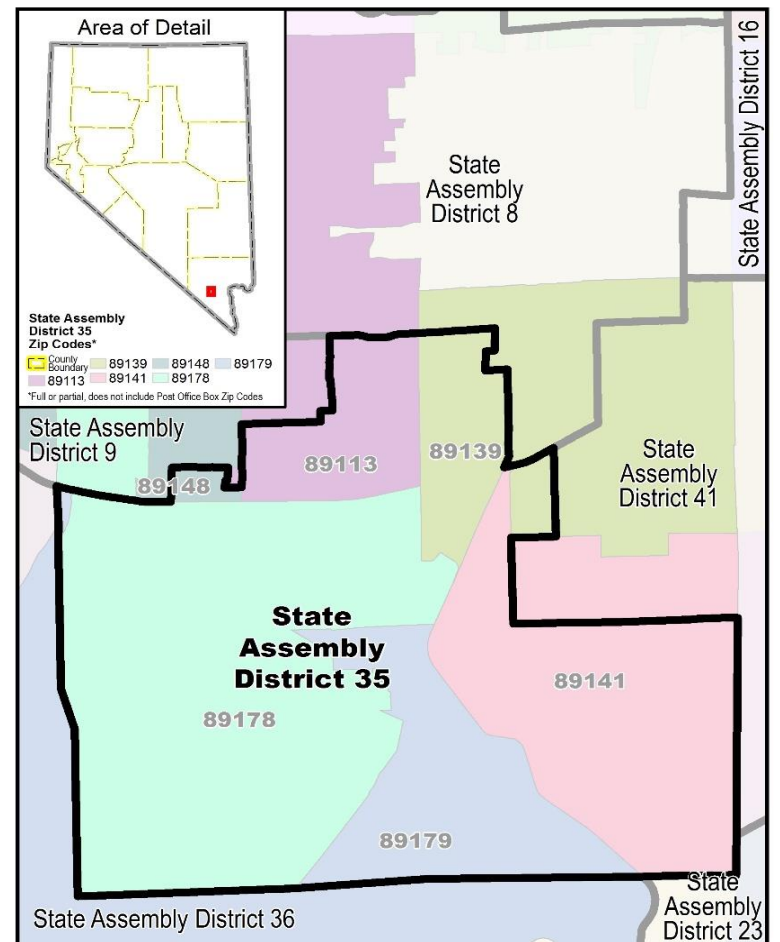 Area of Detail
State Assembly
District 35
Zip Codes*
County
Boundary
89139
89148
89179
89113
89141
89178
*Full or partial, does not include Post Office Box Zip Codes
State Assembly District 16
State
Assembly
District 8
State Assembly
District 9
89113
89139
89148
State
Assembly
District 41
State
Assembly
District 35
89141
89178
89179
State Assembly District 36
State
Assembly
District 23